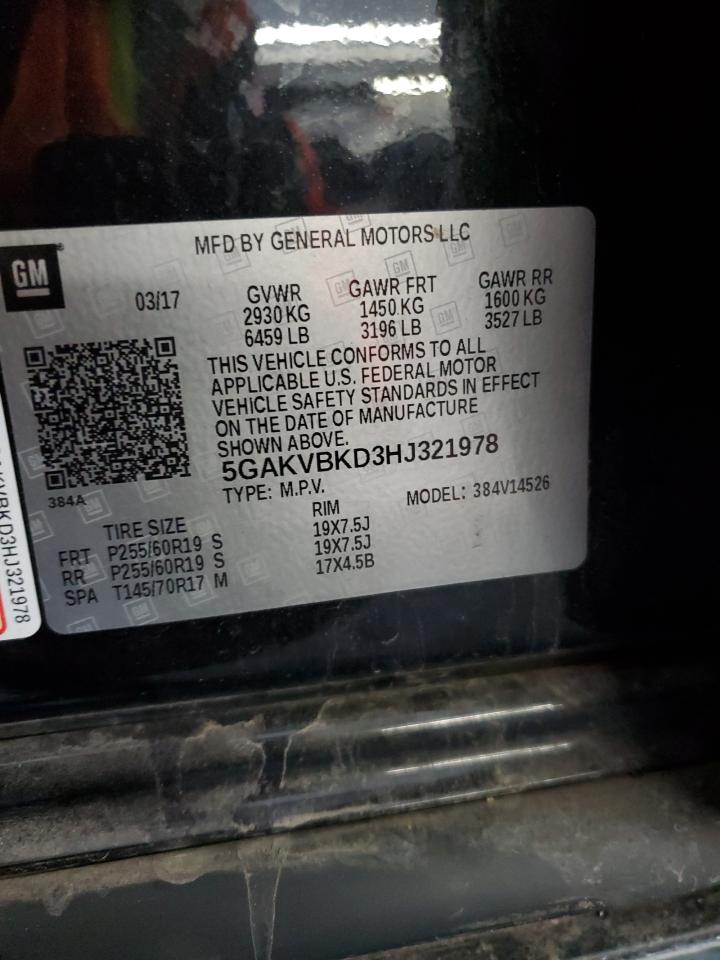 GM
MFD BY GENERAL MOTORS LLC
03/17
GVWR
2930 KG
6459 LB
GAWR FRT
1450 KG
3196 LB
GAWR RR
1600 KG
3527 LB
THIS VEHICLE CONFORMS TO ALL
APPLICABLE U.S. FEDERAL MOTOR
VEHICLE SAFETY STANDARDS IN EFFECT
ON THE DATE OF MANUFACTURE
SHOWN ABOVE.
5GAKVBKD3HJ321978
384A
TYPE: M.P.V.
MODEL: 384V14526
TIRE SIZE RIM
FRT P255/60R19 S 19X7.5J
RR P255/60R19 S 19X7.5J
SPA T145/70R17 M 17X4.5B
AKVBKD3HJ321978